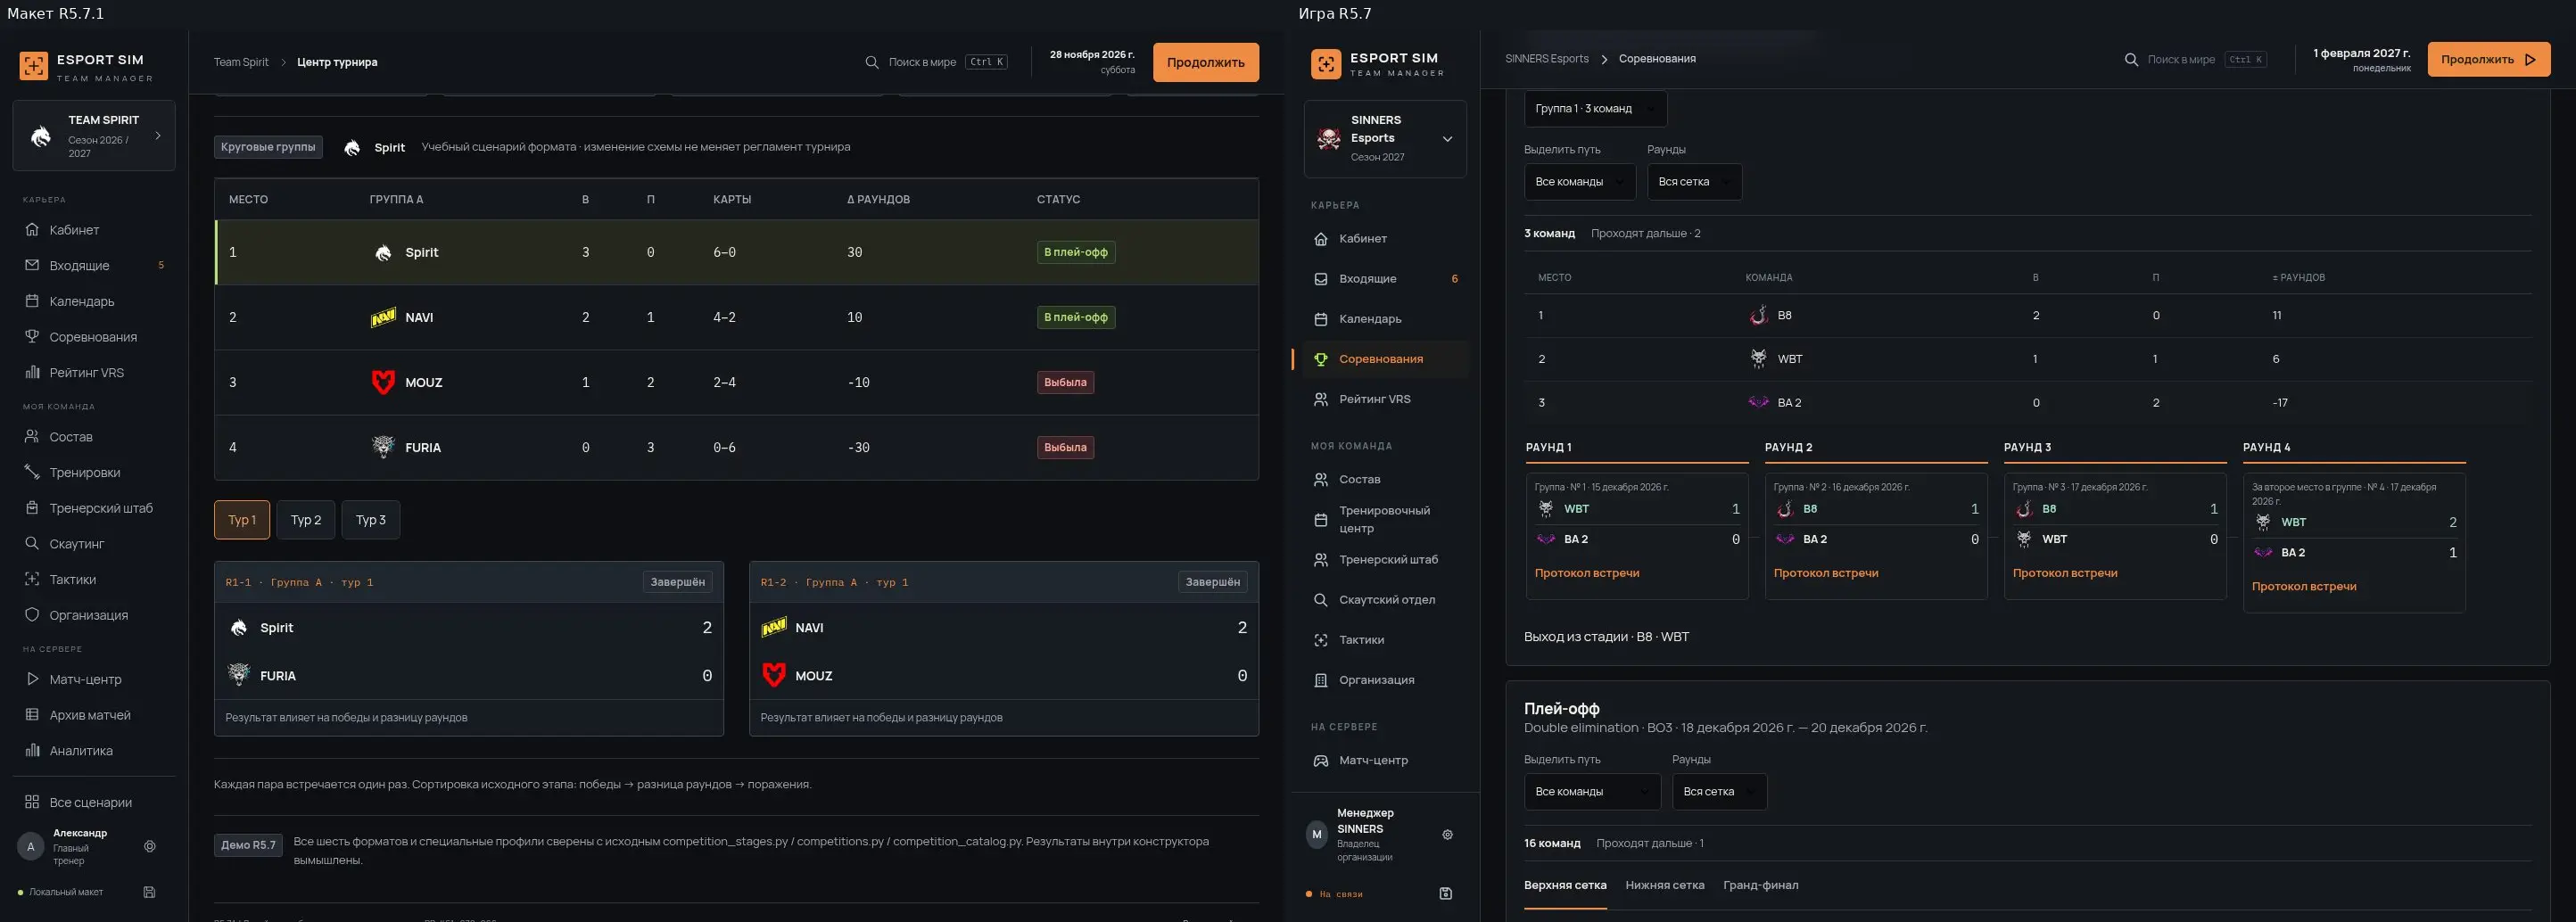 Макет R5.7.1
ESPORT SIM
TEAM MANAGER
TEAM SPIRIT
Сезон 2026 /
2027
КАРЬЕРА
Кабинет
Входящие 5
Календарь
Соревнования
Рейтинг VRS
МОЯ КОМАНДА
Состав
Тренировки
Тренерский штаб
Скаутинг
Тактики
Организация
НА СЕРВЕРЕ
Матч-центр
Архив матчей
Аналитика
Все сценарии
А
Александр
Главный
тренер
Локальный макет
Team Spirit > Центр турнира
Поиск в мире Ctrl K
28 ноября 2026 г.
суббота
Продолжить
Круговые группы Spirit Учебный сценарий формата · изменение схемы не меняет регламент турнира
МЕСТО ГРУППА A В П КАРТЫ Δ РАУНДОВ СТАТУС
1 Spirit 3 0 6–0 30 В плей-офф
2 NAVI 2 1 4–2 10 В плей-офф
3 MOUZ 1 2 2–4 -10 Выбыла
4 FURIA 0 3 0–6 -30 Выбыла
Тур 1 Тур 2 Тур 3
R1-1 · Группа A · тур 1 Завершён
Spirit 2
FURIA 0
Результат влияет на победы и разницу раундов
R1-2 · Группа A · тур 1 Завершён
NAVI 2
MOUZ 0
Результат влияет на победы и разницу раундов
Каждая пара встречается один раз. Сортировка исходного этапа: победы → разница раундов → поражения.
Демо R5.7 Все шесть форматов и специальные профили сверены с исходным competition_stages.py / competitions.py / competition_catalog.py. Результаты внутри конструктора
вымышлены.
Игра R5.7
ESPORT SIM
TEAM MANAGER
SINNERS
Esports
Сезон 2027
КАРЬЕРА
Кабинет
Входящие 6
Календарь
Соревнования
Рейтинг VRS
МОЯ КОМАНДА
Состав
Тренировочный
центр
Тренерский штаб
Скаутский отдел
Тактики
Организация
НА СЕРВЕРЕ
Матч-центр
М
Менеджер
SINNERS
Владелец
организации
На связи
SINNERS Esports > Соревнования
Поиск в мире Ctrl K
1 февраля 2027 г.
понедельник
Продолжить
Группа 1 · 3 команд
Выделить путь Раунды
Все команды Вся сетка
3 команд Проходят дальше · 2
МЕСТО КОМАНДА В П ± РАУНДОВ
1 B8 2 0 11
2 WBT 1 1 6
3 BA 2 0 2 -17
РАУНД 1
Группа · № 1 · 15 декабря 2026 г.
WBT 1
BA 2 0
Протокол встречи
РАУНД 2
Группа · № 2 · 16 декабря 2026 г.
B8 1
BA 2 0
Протокол встречи
РАУНД 3
Группа · № 3 · 17 декабря 2026 г.
B8 1
WBT 0
Протокол встречи
РАУНД 4
За второе место в группе · № 4 · 17 декабря
2026 г.
WBT 2
BA 2 1
Протокол встречи
Выход из стадии · B8 · WBT
Плей-офф
Double elimination · BO3 · 18 декабря 2026 г. — 20 декабря 2026 г.
Выделить путь Раунды
Все команды Вся сетка
16 команд Проходят дальше · 1
Верхняя сетка Нижняя сетка Гранд-финал